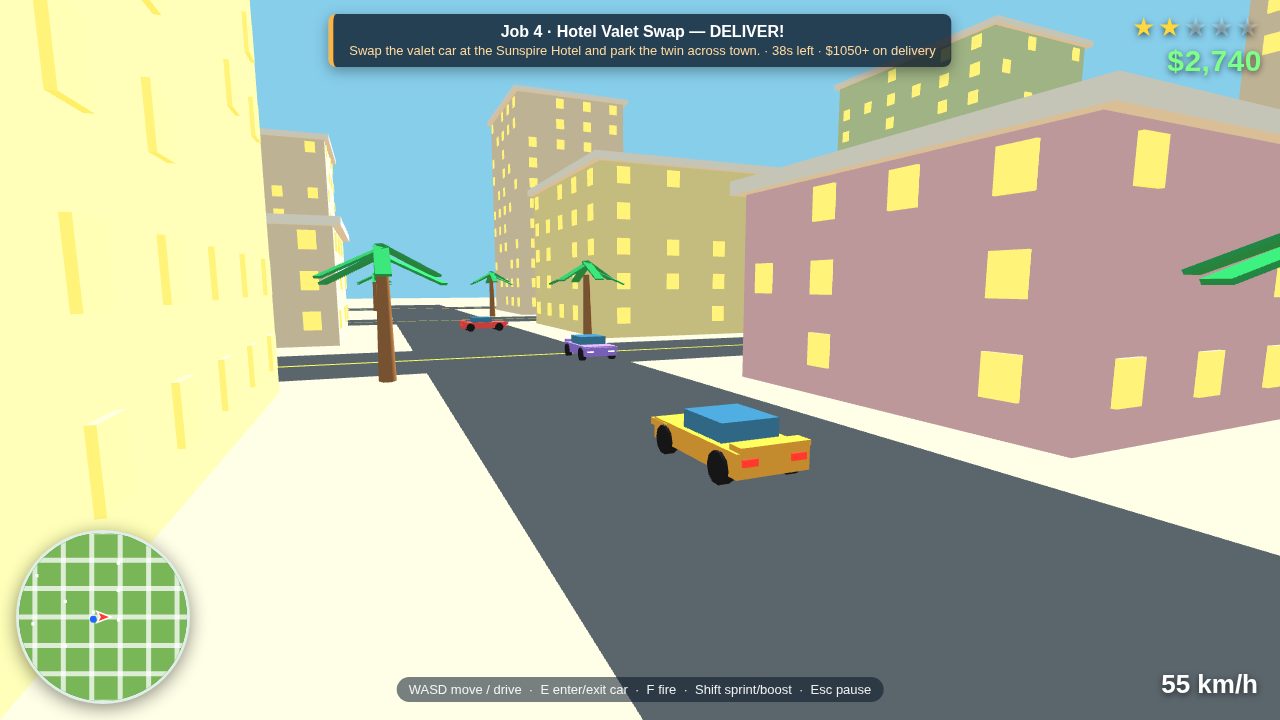 Job 4 · Hotel Valet Swap — DELIVER!
Swap the valet car at the Sunspire Hotel and park the twin across town. · 38s left · $1050+ on delivery
$2,740
WASD move / drive · E enter/exit car · F fire · Shift sprint/boost · Esc pause
55 km/h